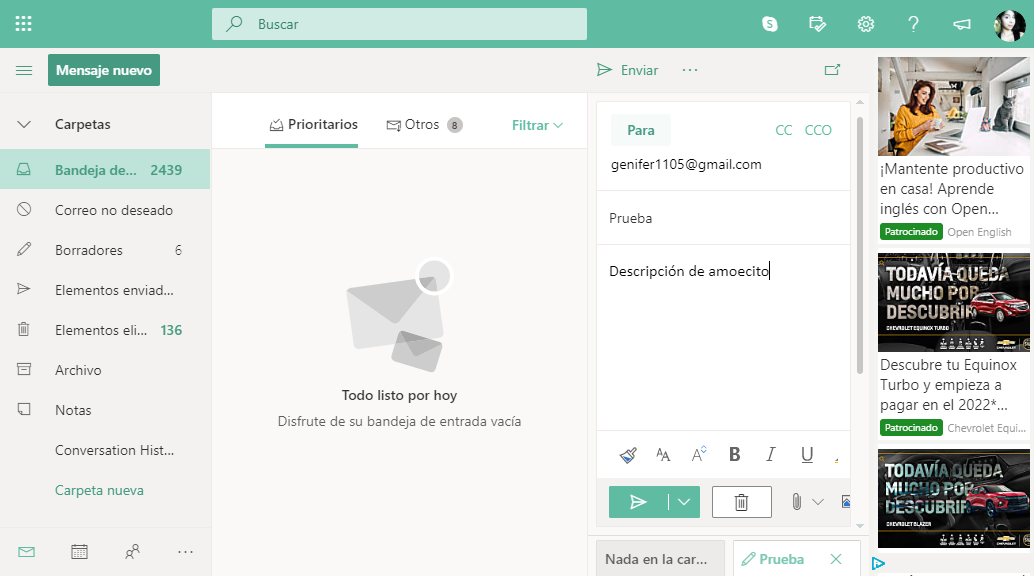 Buscar
Mensaje nuevo
Enviar
Carpetas
Bandeja de... 2439
Correo no deseado
Borradores 6
Elementos enviad...
Elementos eli... 136
Archivo
Notas
Conversation Hist...
Carpeta nueva
Prioritarios
Otros 8
Filtrar
Todo listo por hoy
Disfrute de su bandeja de entrada vacía
Para
CC CCO
genifer1105@gmail.com
Prueba
Descripción de amoecito
B I U
Nada en la car...
Prueba
¡Mantente productivo
en casa! Aprende
inglés con Open...
Patrocinado Open English
TODAVÍA QUEDA
MUCHO POR
DESCUBRIR
CHEVROLET EQUINOX TURBO
Descubre tu Equinox
Turbo y empieza a
pagar en el 2022*...
Patrocinado Chevrolet Equi...
TODAVÍA QUEDA
MUCHO POR
DESCUBRIR
CHEVROLET BLAZER